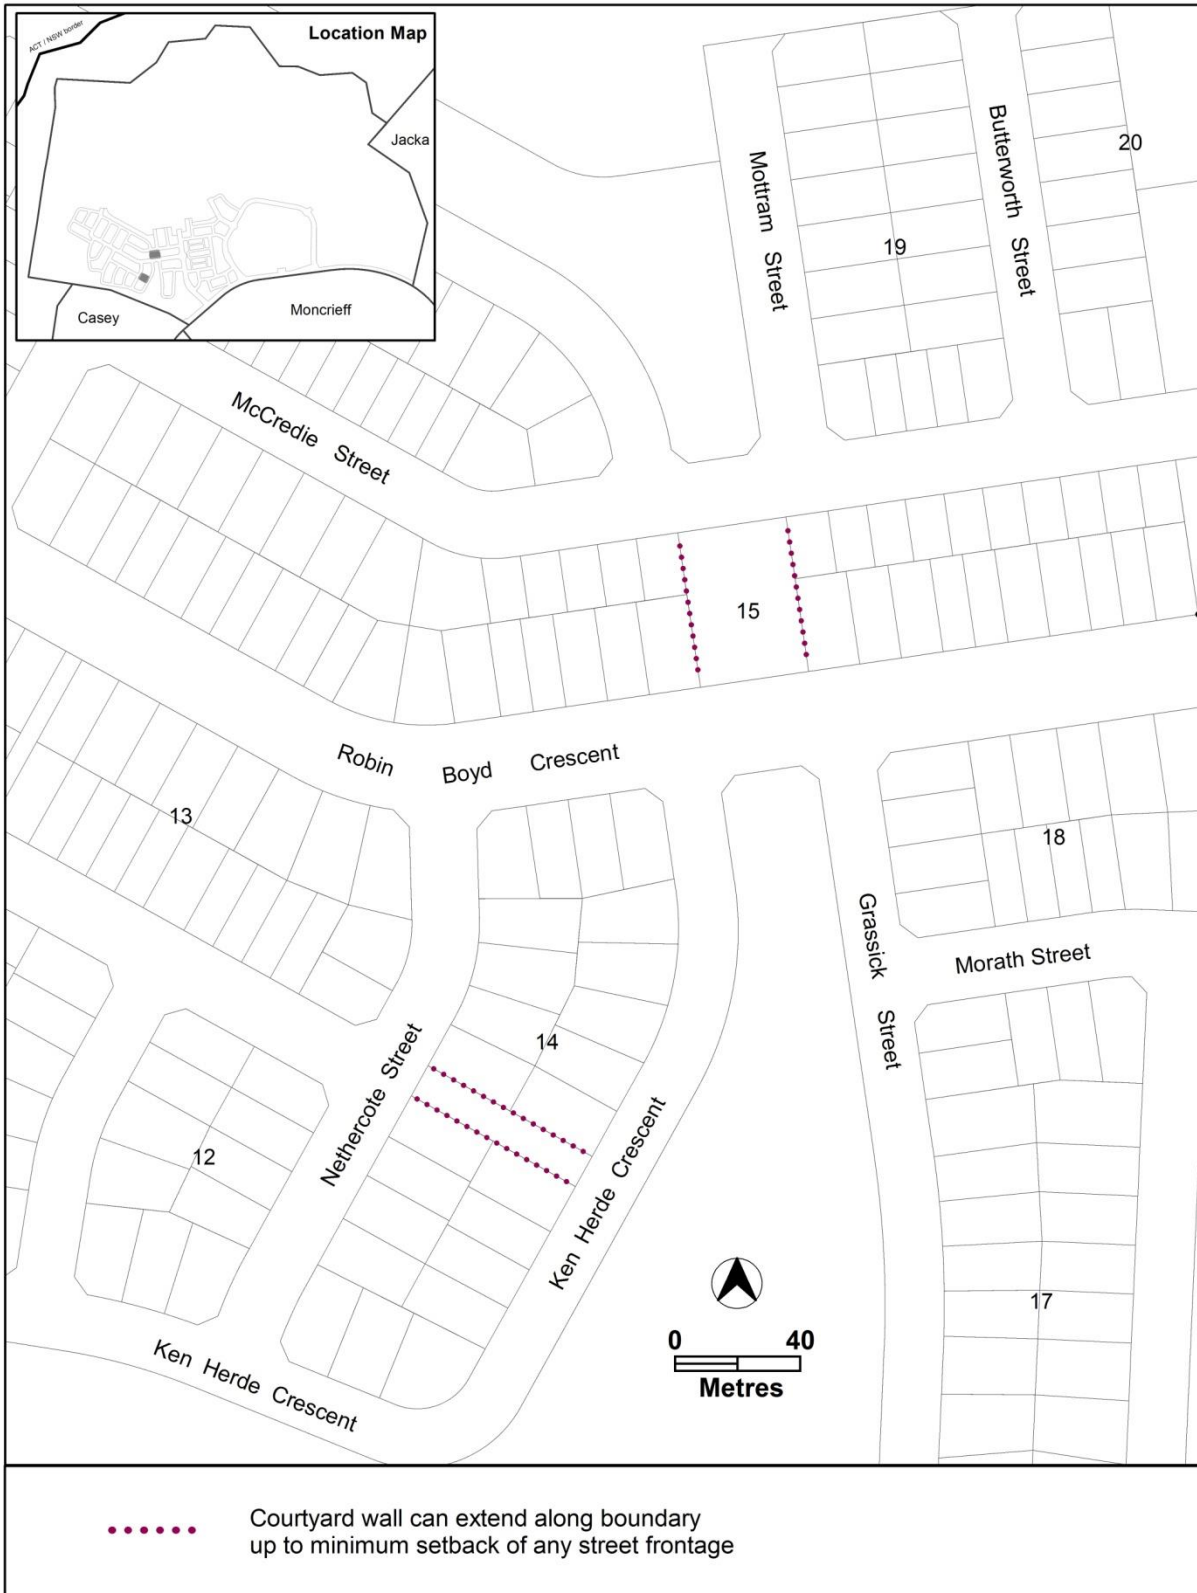 Location Map
ACT / NSW border
Jacka
Casey
Moncrieff
Mottram Street
Butterworth Street
20
19
McCredie Street
15
Robin Boyd Crescent
13
18
Grassick Street
Morath Street
14
Nethercote Street
12
Ken Herde Crescent
17
Ken Herde Crescent
0 40
Metres
Courtyard wall can extend along boundary
up to minimum setback of any street frontage